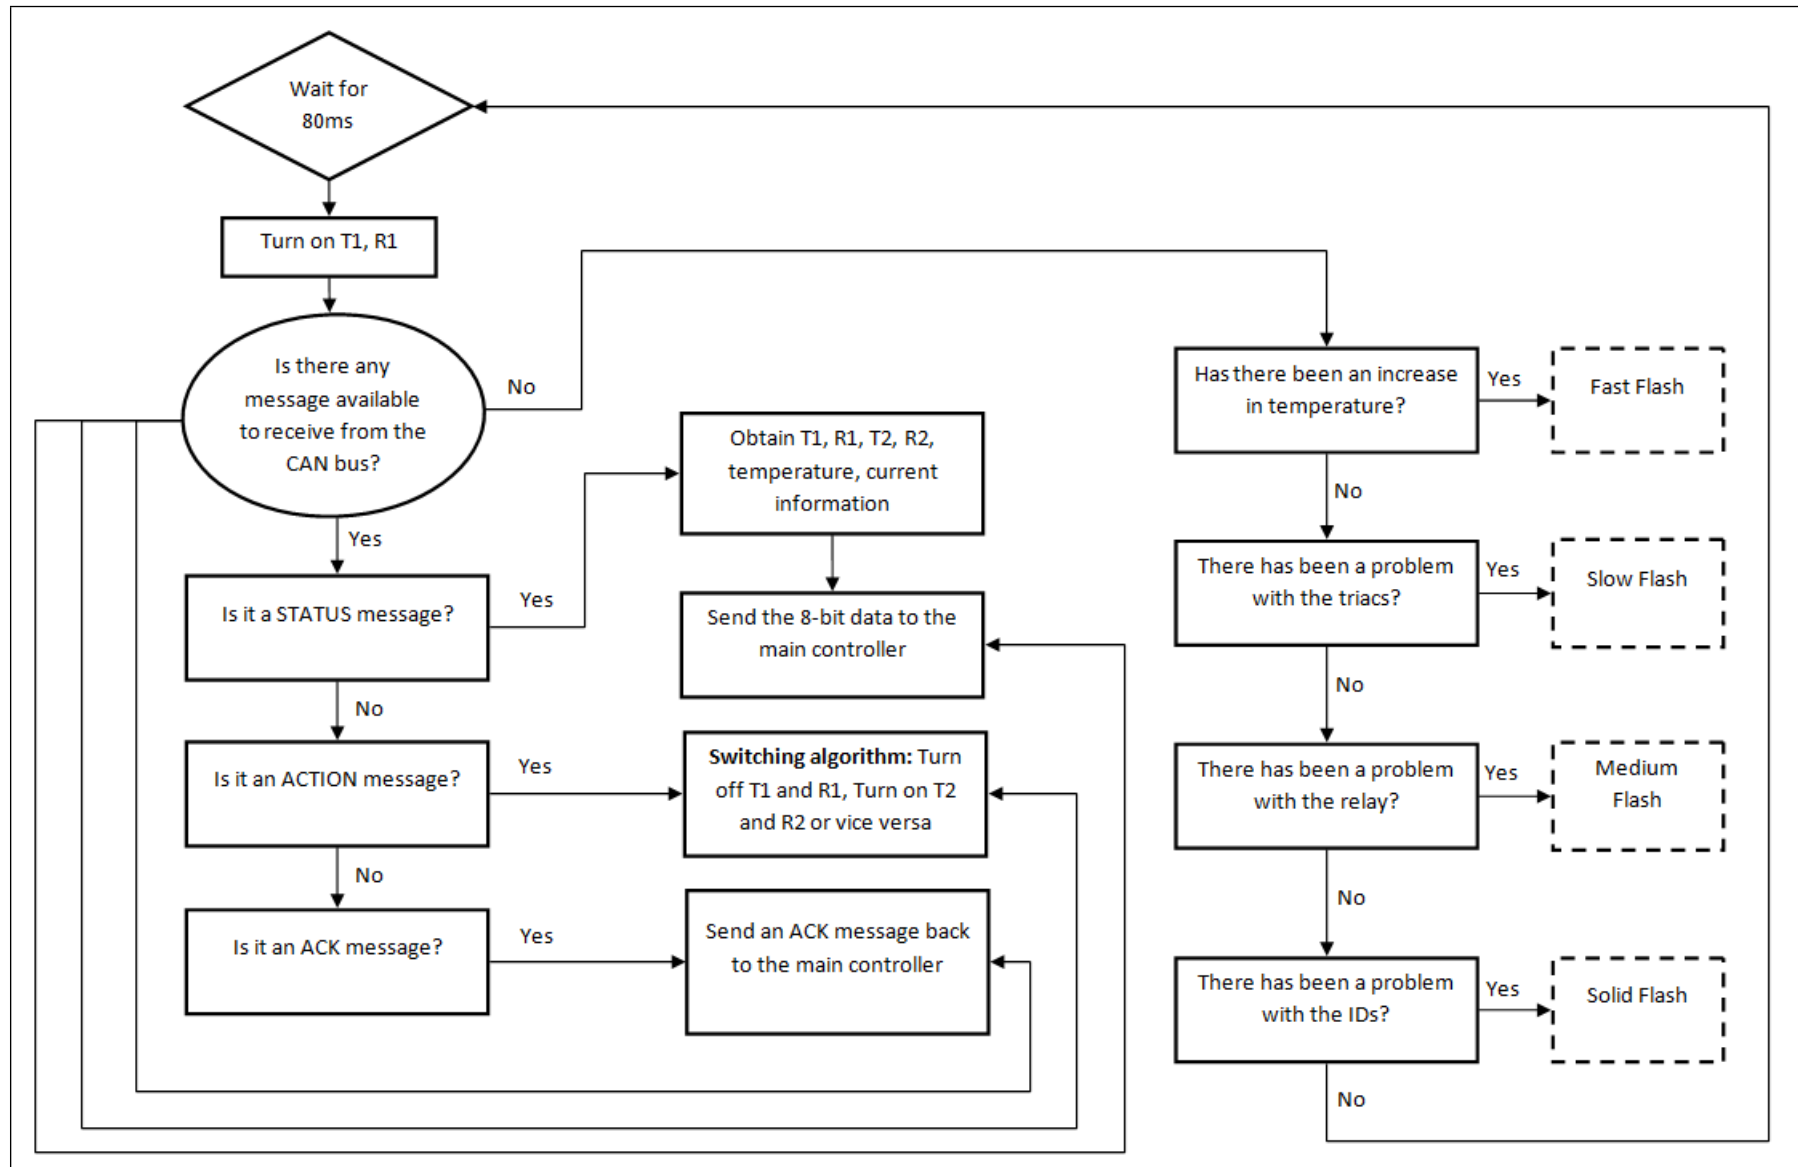 Wait for
80ms
Turn on T1, R1
Is there any
message available
to receive from the
CAN bus?
No
Yes
Is it a STATUS message?
Yes
Obtain T1, R1, T2, R2,
temperature, current
information
Send the 8-bit data to the
main controller
No
Is it an ACTION message?
Yes
Switching algorithm: Turn
off T1 and R1, Turn on T2
and R2 or vice versa
No
Is it an ACK message?
Yes
Send an ACK message back
to the main controller
Has there been an increase
in temperature?
Yes
Fast Flash
No
There has been a problem
with the triacs?
Yes
Slow Flash
No
There has been a problem
with the relay?
Yes
Medium
Flash
No
There has been a problem
with the IDs?
Yes
Solid Flash
No